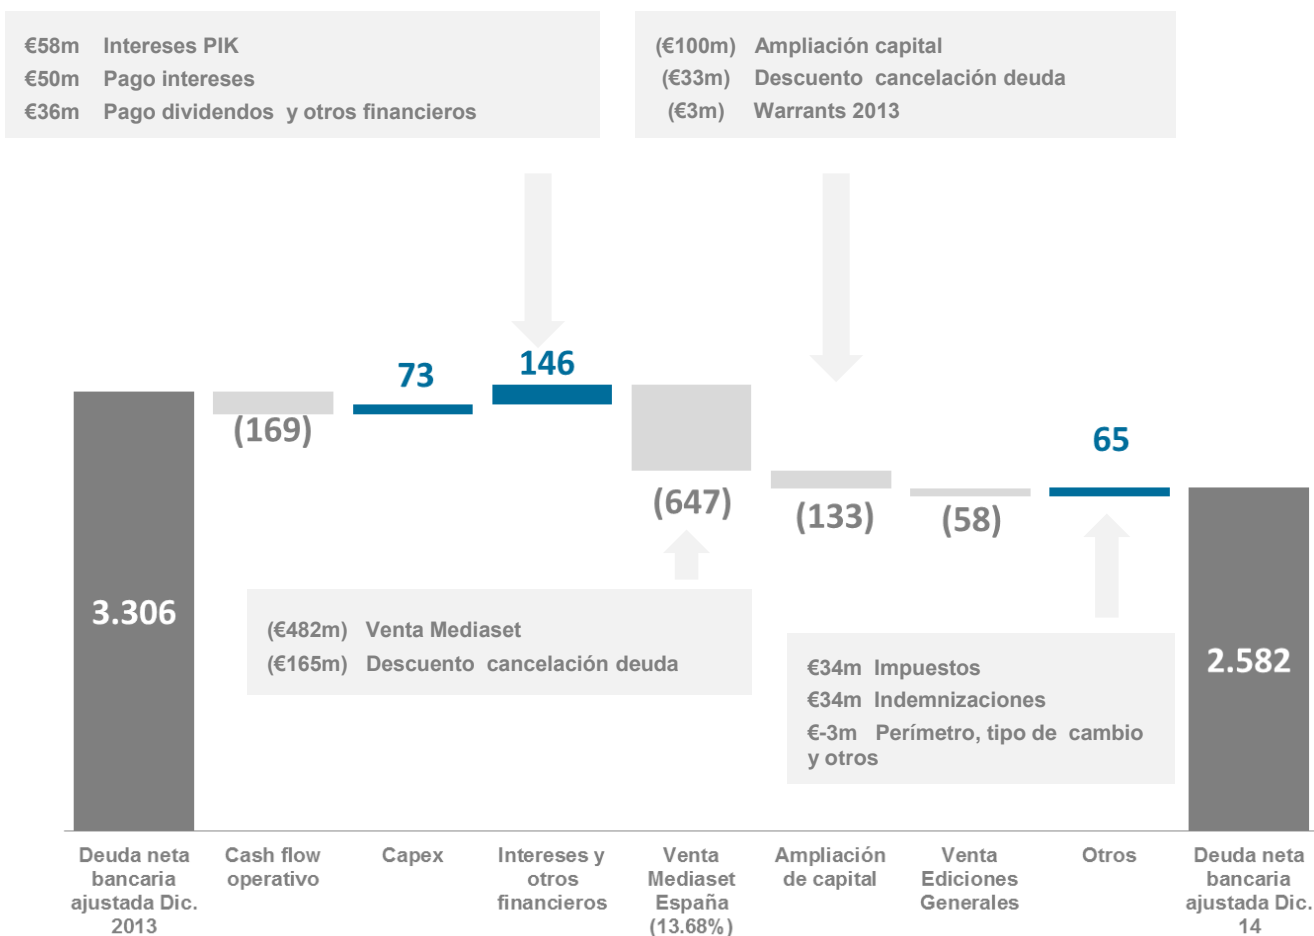 €58m Intereses PIK
€50m Pago intereses
€36m Pago dividendos y otros financieros
(€100m) Ampliación capital
(€33m) Descuento cancelación deuda
(€3m) Warrants 2013
73
146
(169)
(647)
(133)
(58)
65
3.306
2.582
(€482m) Venta Mediaset
(€165m) Descuento cancelación deuda
€34m Impuestos
€34m Indemnizaciones
€-3m Perímetro, tipo de cambio
y otros
Deuda neta
bancaria
ajustada Dic.
2013
Cash flow
operativo
Capex
Intereses y
otros
financieros
Venta
Mediaset
España
(13.68%)
Ampliación
de capital
Venta
Ediciones
Generales
Otros
Deuda neta
bancaria
ajustada Dic.
14